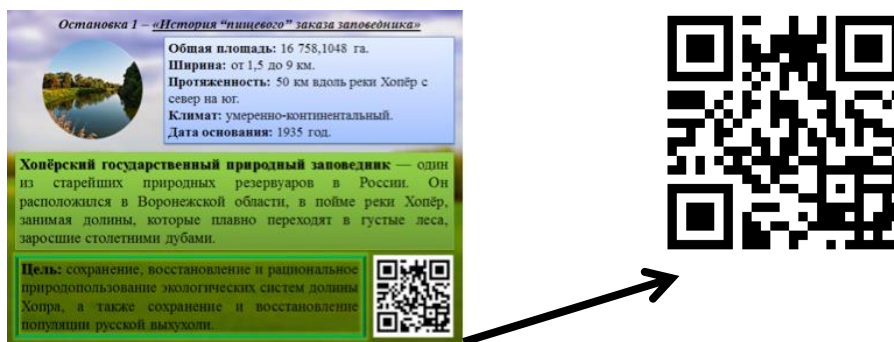 Остановка 1 – «История “пищевого” заказа заповедника»
Общая площадь: 16 758,1048 га.
Ширина: от 1,5 до 9 км.
Протяженность: 50 км вдоль реки Хопёр с
север на юг.
Климат: умеренно-континентальный.
Дата основания: 1935 год.
Хопёрский государственный природный заповедник — один
из старейших природных резервуаров в России. Он
расположился в Воронежской области, в пойме реки Хопёр,
занимая долины, которые плавно переходят в густые леса,
заросшие столетними дубами.
Цель: сохранение, восстановление и рациональное
природопользование экологических систем долины
Хопра, а также сохранение и восстановление
популяции русской выхухоли.